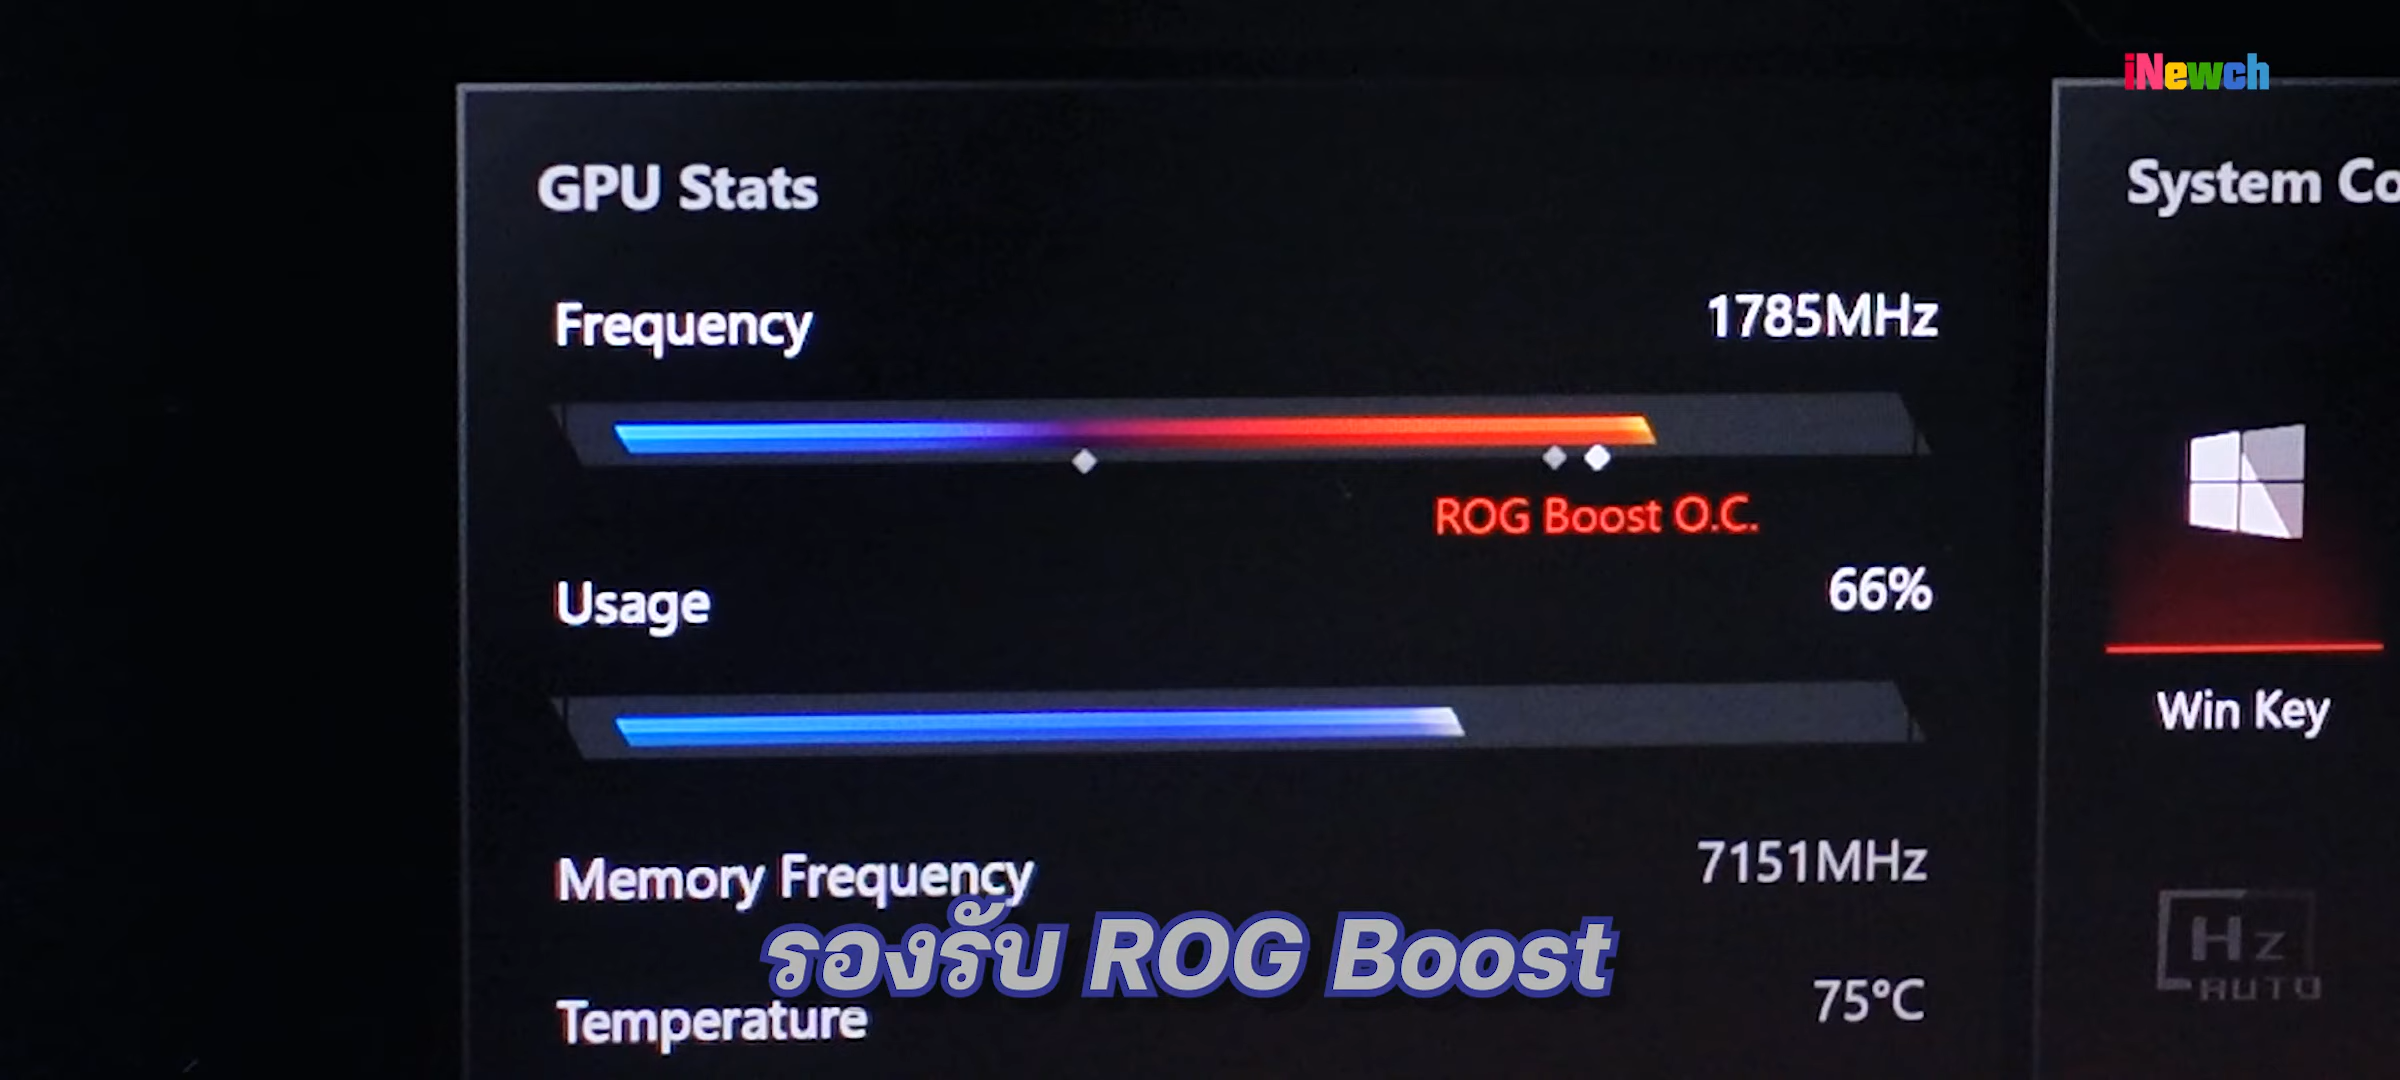 iNewch
GPU Stats
Frequency 1785MHz
ROG Boost O.C.
Usage 66%
Memory Frequency 7151MHz
Temperature 75°C
รองรับ ROG Boost
System Co
Win Key
Hz
AUTO